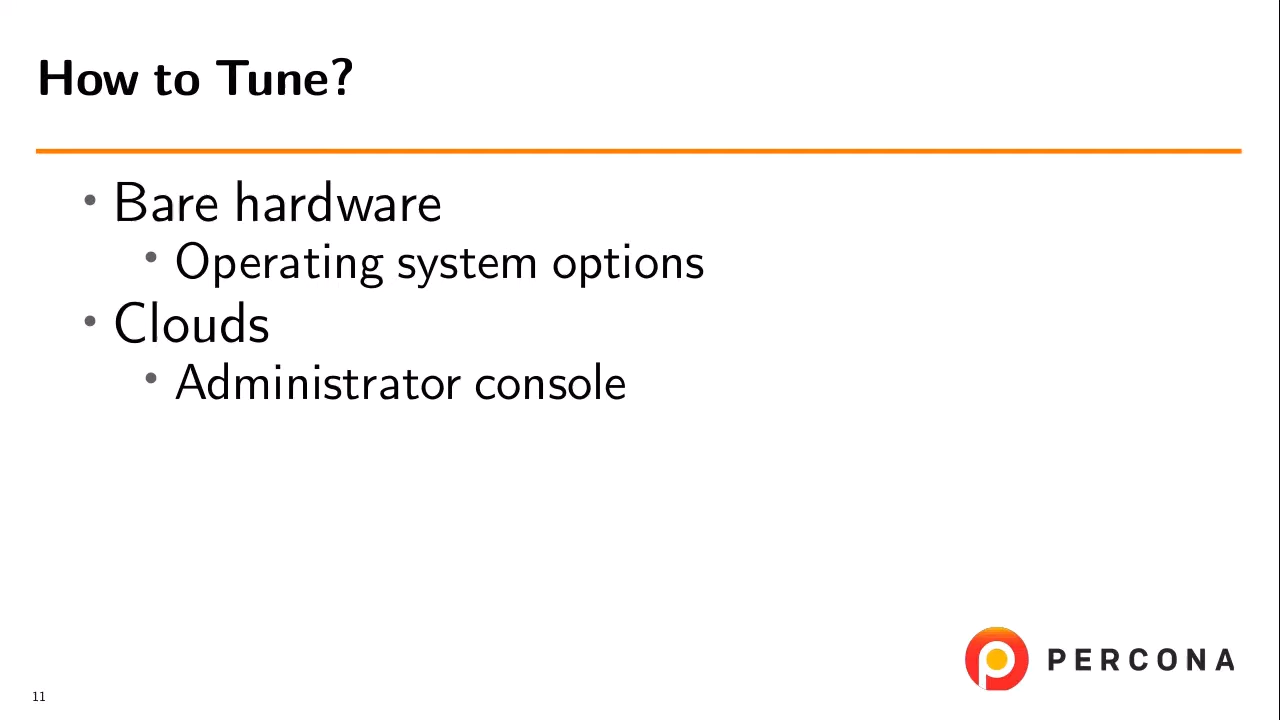 How to Tune?
• Bare hardware
• Operating system options
• Clouds
• Administrator console
PERCONA
11